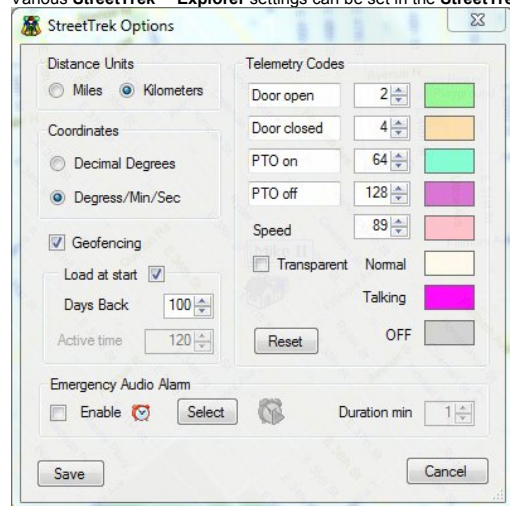 Various StreetTrek Explorer settings can be set in the StreetTre
StreetTrek Options
Distance Units
Miles Kilometers
Coordinates
Decimal Degrees
Degress/Min/Sec
Geofencing
Load at start
Days Back 100
Active time 120
Telemetry Codes
Door open 2
Door closed 4
PTO on 64
PTO off 128
Speed 89
Transparent Normal
Talking
Reset OFF
Emergency Audio Alarm
Enable Select Duration min 1
Save Cancel